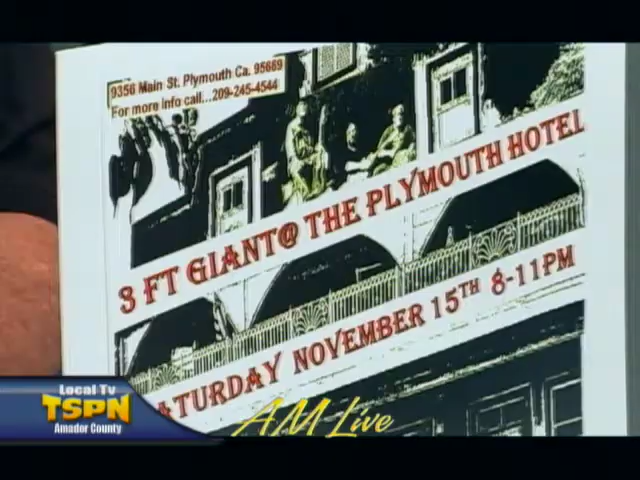 9356 Main St. Plymouth Ca. 95669
For more info call...209-245-4544
3 FT GIANT@ THE PLYMOUTH HOTEL
ATURDAY NOVEMBER 15TH 8-11PM
Local Tv
TSPN
Amador County
AM Live